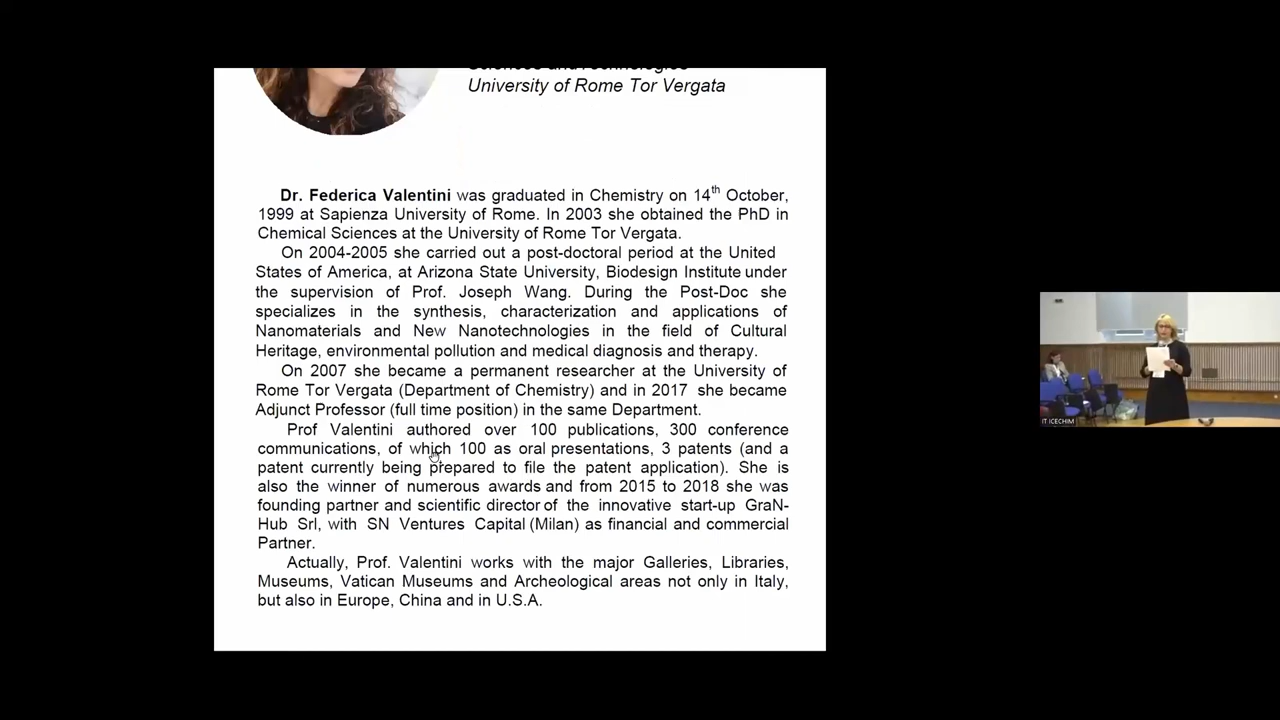 Sciences and Technologies
University of Rome Tor Vergata
Dr. Federica Valentini was graduated in Chemistry on 14th October,
1999 at Sapienza University of Rome. In 2003 she obtained the PhD in
Chemical Sciences at the University of Rome Tor Vergata.
On 2004-2005 she carried out a post-doctoral period at the United
States of America, at Arizona State University, Biodesign Institute under
the supervision of Prof. Joseph Wang. During the Post-Doc she
specializes in the synthesis, characterization and applications of
Nanomaterials and New Nanotechnologies in the field of Cultural
Heritage, environmental pollution and medical diagnosis and therapy.
On 2007 she became a permanent researcher at the University of
Rome Tor Vergata (Department of Chemistry) and in 2017 she became
Adjunct Professor (full time position) in the same Department.
Prof Valentini authored over 100 publications, 300 conference
communications, of which 100 as oral presentations, 3 patents (and a
patent currently being prepared to file the patent application). She is
also the winner of numerous awards and from 2015 to 2018 she was
founding partner and scientific director of the innovative start-up GraN-
Hub Srl, with SN Ventures Capital (Milan) as financial and commercial
Partner.
Actually, Prof. Valentini works with the major Galleries, Libraries,
Museums, Vatican Museums and Archeological areas not only in Italy,
but also in Europe, China and in U.S.A.
IT ICECHIM